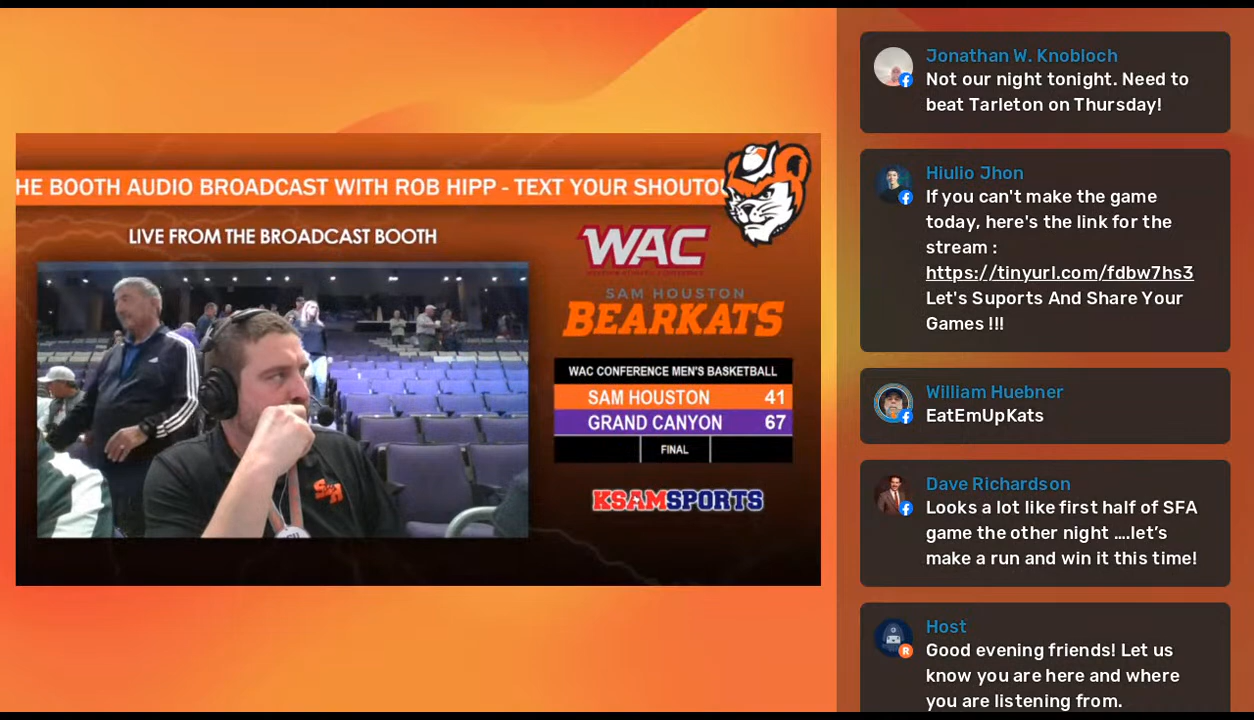 HE BOOTH AUDIO BROADCAST WITH ROB HIPP - TEXT YOUR SHOUTO
LIVE FROM THE BROADCAST BOOTH
WAC
SAM HOUSTON
BEARKATS
WAC CONFERENCE MEN'S BASKETBALL
SAM HOUSTON 41
GRAND CANYON 67
FINAL
KSAMSPORTS
SH
Jonathan W. Knobloch
Not our night tonight. Need to
beat Tarleton on Thursday!
Hiulio Jhon
If you can't make the game
today, here's the link for the
stream :
https://tinyurl.com/fdbw7hs3
Let's Suports And Share Your
Games !!!
William Huebner
EatEmUpKats
Dave Richardson
Looks a lot like first half of SFA
game the other night ....let's
make a run and win it this time!
Host
Good evening friends! Let us
know you are here and where
you are listening from.